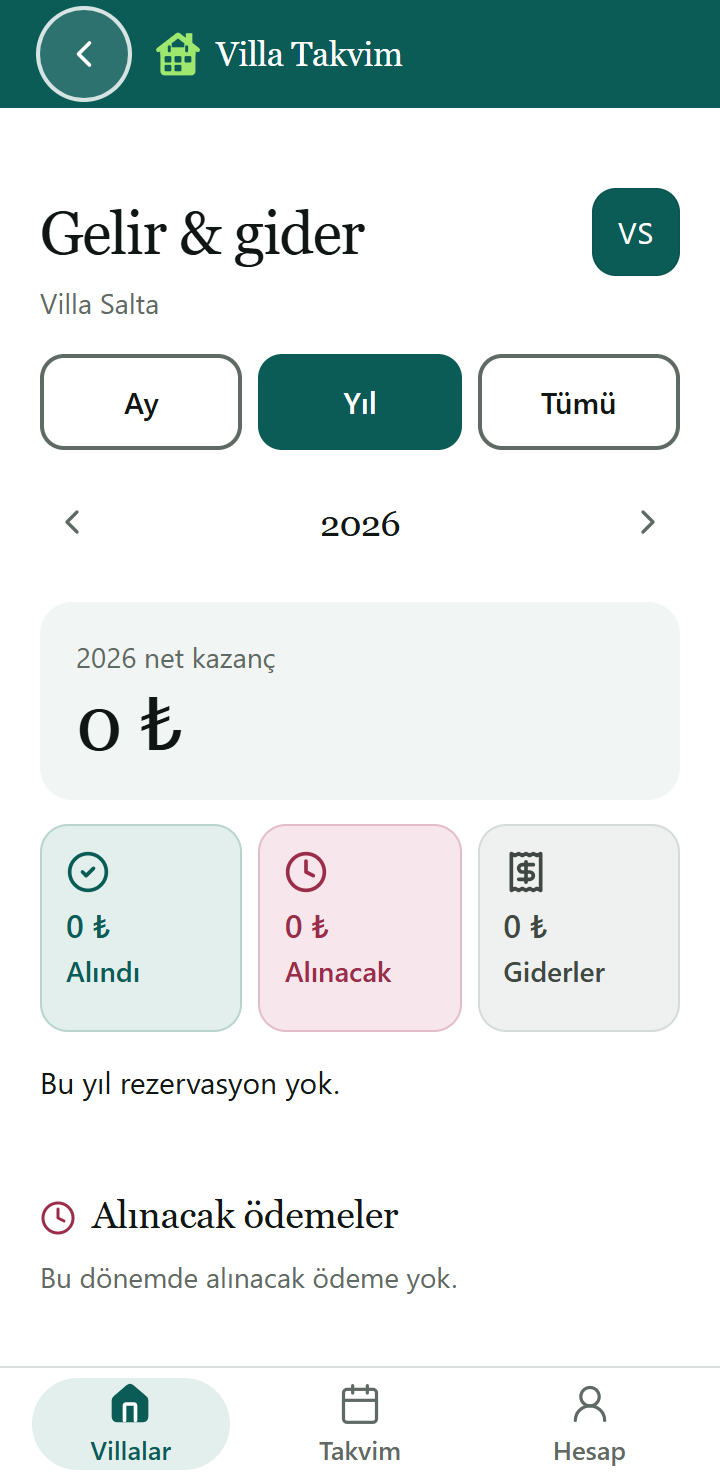 Villa Takvim
Gelir & gider
VS
Villa Salta
Ay
Yıl
Tümü
2026
2026 net kazanç
0 ₺
0 ₺
Alındı
0 ₺
Alınacak
0 ₺
Giderler
Bu yıl rezervasyon yok.
Alınacak ödemeler
Bu dönemde alınacak ödeme yok.
Villalar
Takvim
Hesap